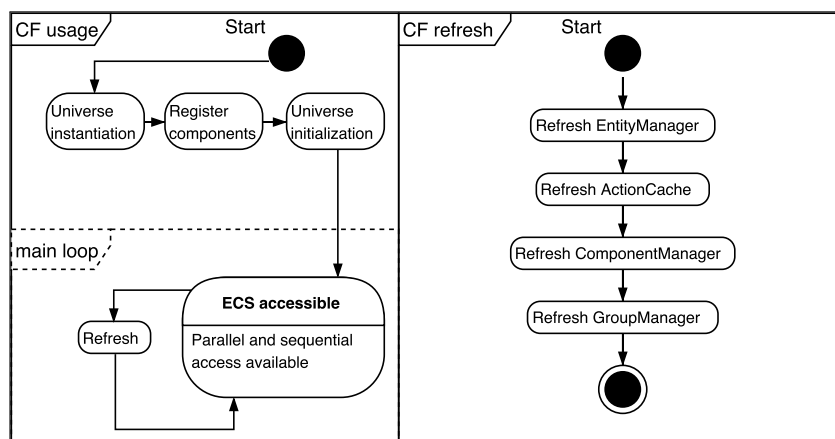 CF usage
Start
Universe
instantiation
Register
components
Universe
initialization
main loop
ECS accessible
Parallel and sequential
access available
Refresh
CF refresh
Start
Refresh EntityManager
Refresh ActionCache
Refresh ComponentManager
Refresh GroupManager